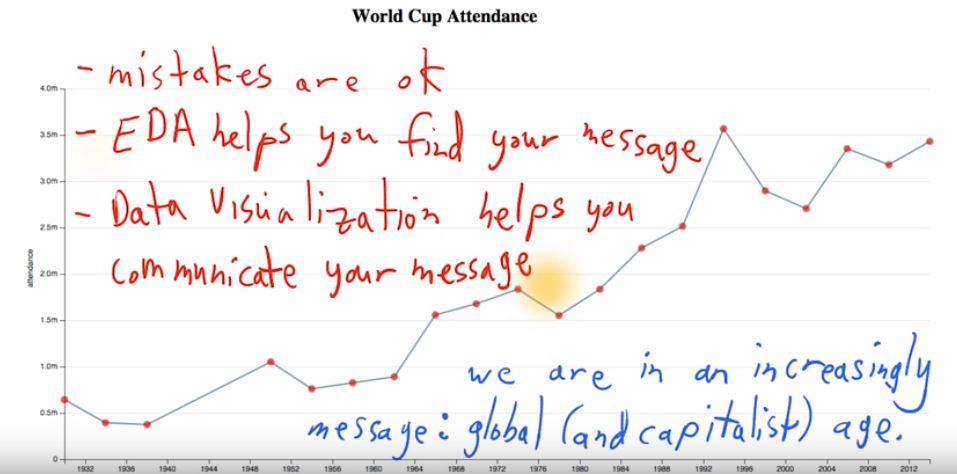 World Cup Attendance
- mistakes are ok
- EDA helps you find your message
- Data Visualization helps you
communicate your message
we are in an increasingly
message: global (and capitalist) age.
attendance
4.0m
3.5m
3.0m
2.5m
2.0m
1.5m
1.0m
0.5m
0
1932 1936 1940 1944 1948 1952 1956 1960 1964 1968 1972 1976 1980 1984 1988 1992 1996 2000 2004 2008 2012